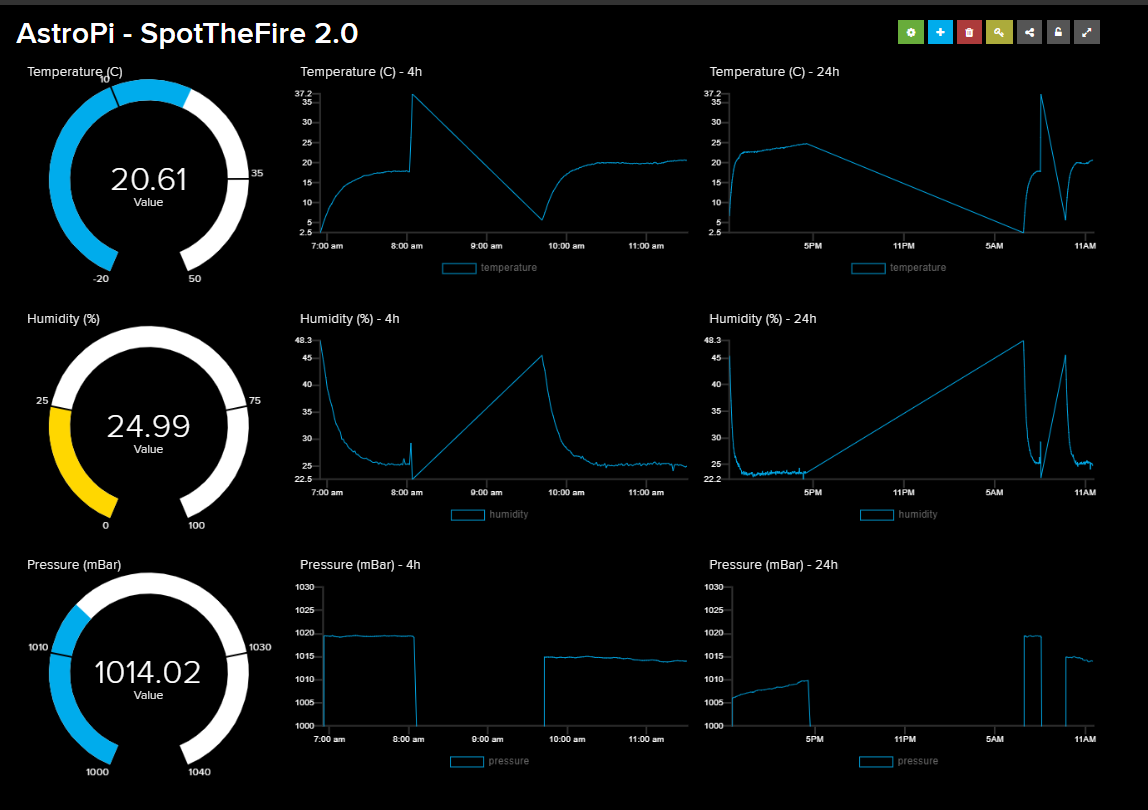 AstroPi - SpotTheFire 2.0
Temperature (C)
10
35
20.61
Value
-20
50
Temperature (C) - 4h
37.2
35
30
25
20
15
10
5
2.5
7:00 am 8:00 am 9:00 am 10:00 am 11:00 am
temperature
Temperature (C) - 24h
37.2
35
30
25
20
15
10
5
2.5
5PM 11PM 5AM 11AM
temperature
Humidity (%)
25
75
24.99
Value
0
100
Humidity (%) - 4h
48.3
45
40
35
30
25
22.5
7:00 am 8:00 am 9:00 am 10:00 am 11:00 am
humidity
Humidity (%) - 24h
48.3
45
40
35
30
25
22.2
5PM 11PM 5AM 11AM
humidity
Pressure (mBar)
1010
1030
1014.02
Value
1000
1040
Pressure (mBar) - 4h
1030
1025
1020
1015
1010
1005
1000
7:00 am 8:00 am 9:00 am 10:00 am 11:00 am
pressure
Pressure (mBar) - 24h
1030
1025
1020
1015
1010
1005
1000
5PM 11PM 5AM 11AM
pressure